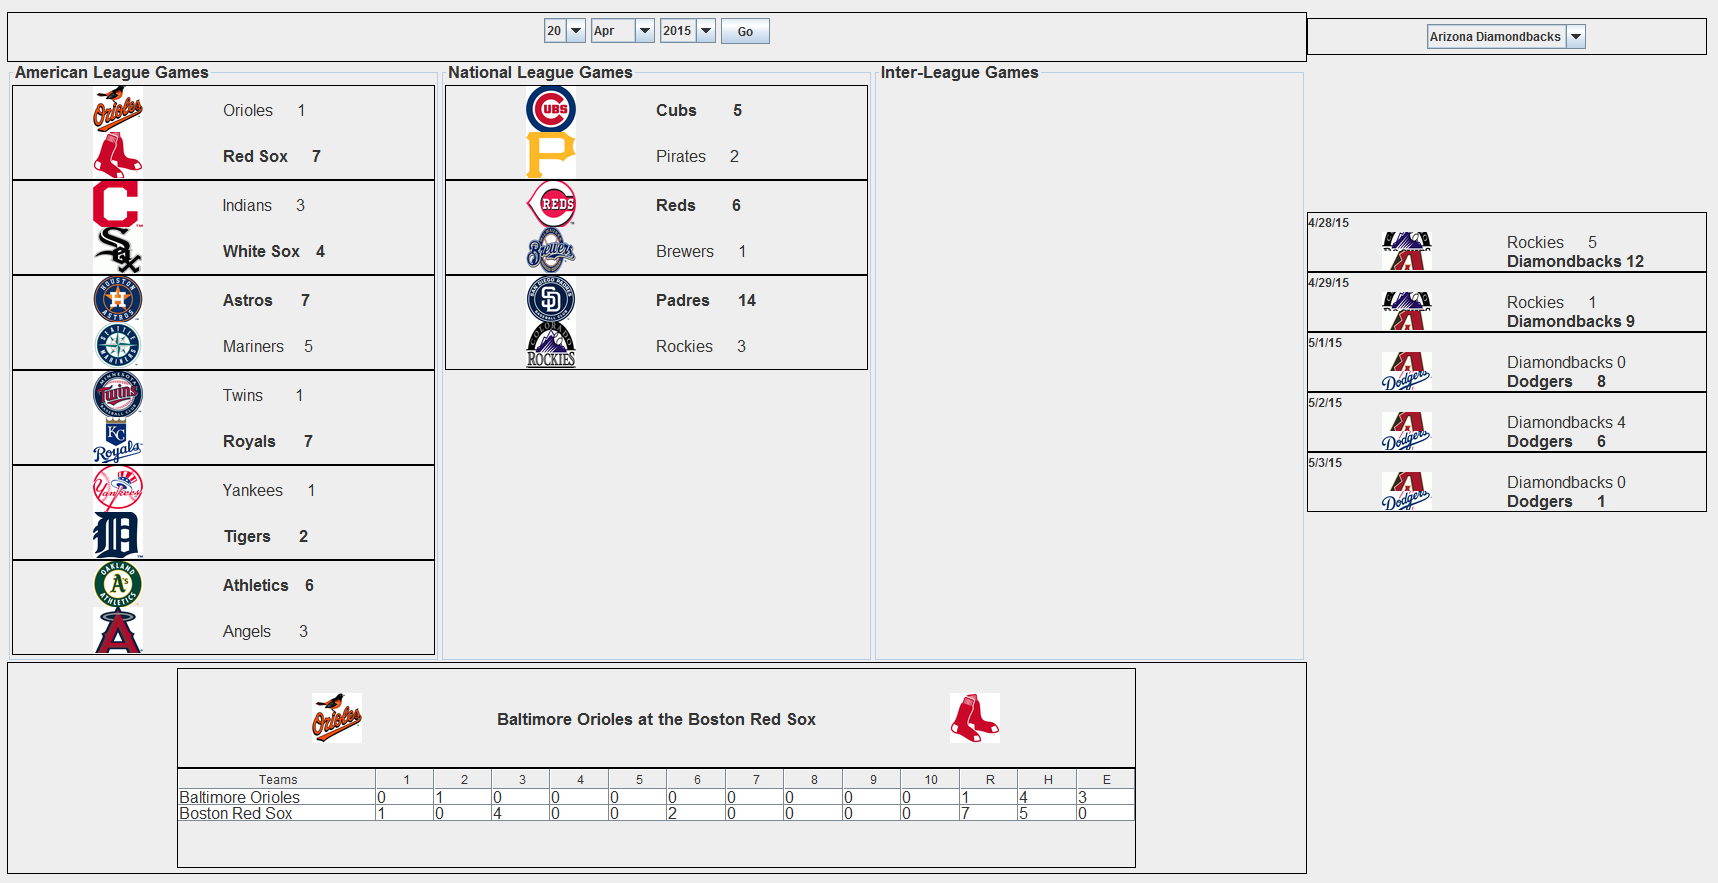 20 Apr 2015 Go
Arizona Diamondbacks
American League Games
Orioles 1
Red Sox 7
Indians 3
White Sox 4
Astros 7
Mariners 5
Twins 1
Royals 7
Yankees 1
Tigers 2
Athletics 6
Angels 3
National League Games
Cubs 5
Pirates 2
Reds 6
Brewers 1
Padres 14
Rockies 3
Inter-League Games
4/28/15
Rockies 5
Diamondbacks 12
4/29/15
Rockies 1
Diamondbacks 9
5/1/15
Diamondbacks 0
Dodgers 8
5/2/15
Diamondbacks 4
Dodgers 6
5/3/15
Diamondbacks 0
Dodgers 1
Baltimore Orioles at the Boston Red Sox
Teams 1 2 3 4 5 6 7 8 9 10 R H E
Baltimore Orioles 0 1 0 0 0 0 0 0 0 0 1 4 3
Boston Red Sox 1 0 4 0 0 2 0 0 0 0 7 5 0